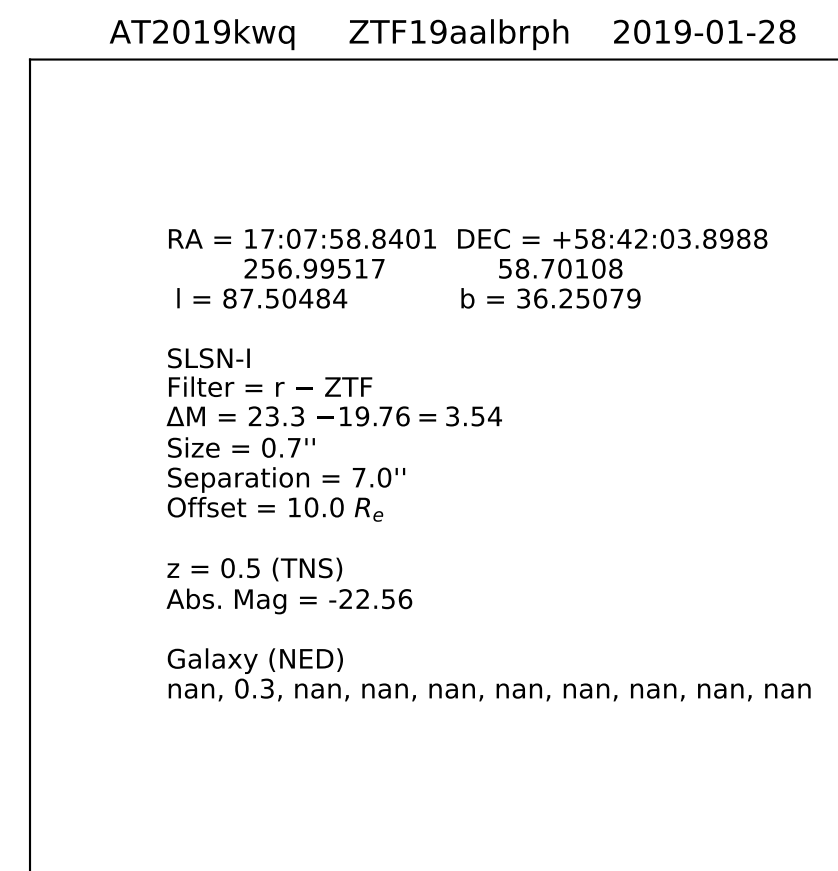 AT2019kwq ZTF19aalbrph 2019-01-28
RA = 17:07:58.8401 DEC = +58:42:03.8988
256.99517 58.70108
l = 87.50484 b = 36.25079
SLSN-I
Filter = r − ZTF
ΔM = 23.3 −19.76 = 3.54
Size = 0.7''
Separation = 7.0''
Offset = 10.0 Rₑ
z = 0.5 (TNS)
Abs. Mag = -22.56
Galaxy (NED)
nan, 0.3, nan, nan, nan, nan, nan, nan, nan, nan